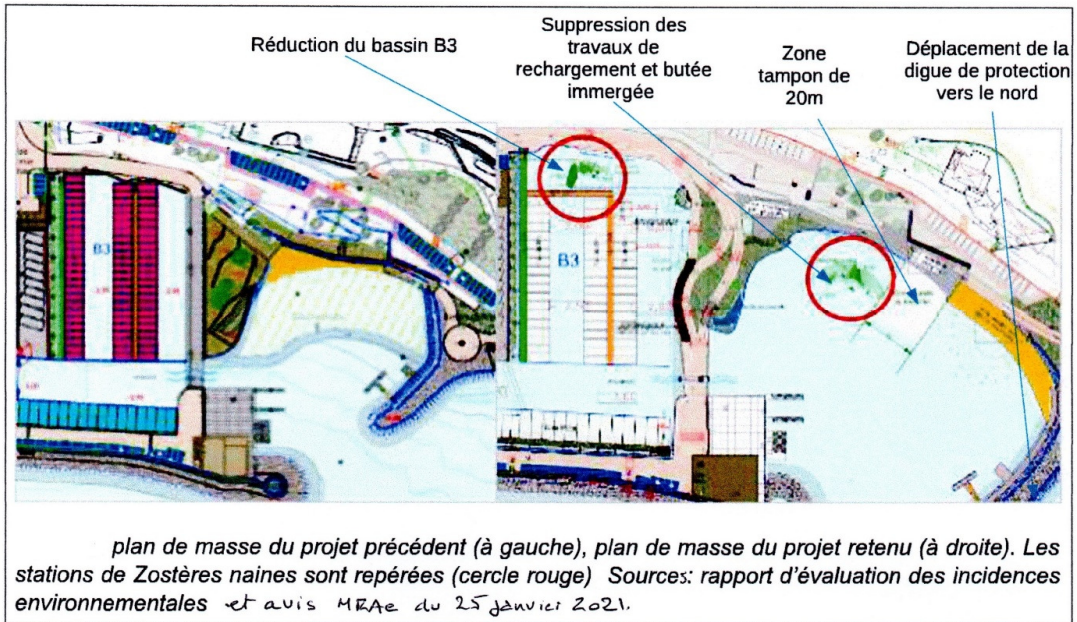 Réduction du bassin B3
Suppression des
travaux de
rechargement et butée
immergée
Zone
tampon de
20m
Déplacement de la
digue de protection
vers le nord
B3
B3
plan de masse du projet précédent (à gauche), plan de masse du projet retenu (à droite). Les
stations de Zostères naines sont repérées (cercle rouge) Sources: rapport d'évaluation des incidences
environnementales et avis MRAe du 25 janvier 2021.